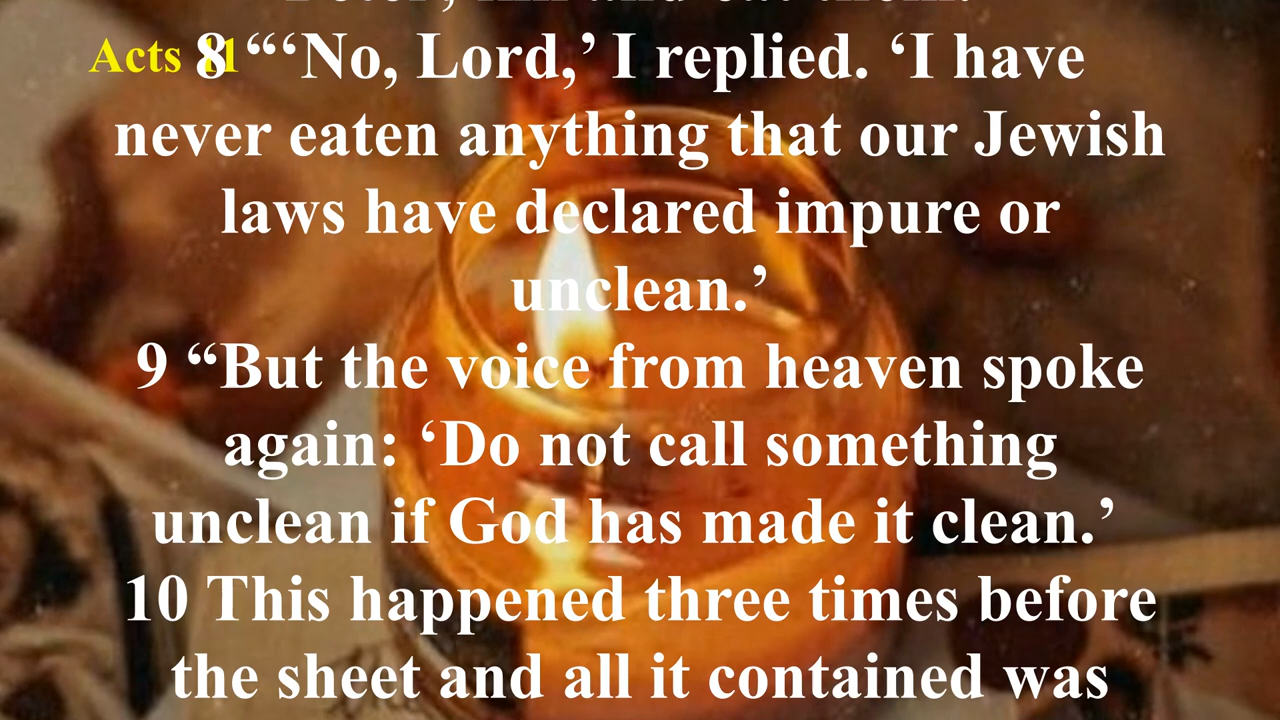 Acts 11
8 “‘No, Lord,’ I replied. ‘I have
never eaten anything that our Jewish
laws have declared impure or
unclean.’
9 “But the voice from heaven spoke
again: ‘Do not call something
unclean if God has made it clean.’
10 This happened three times before
the sheet and all it contained was